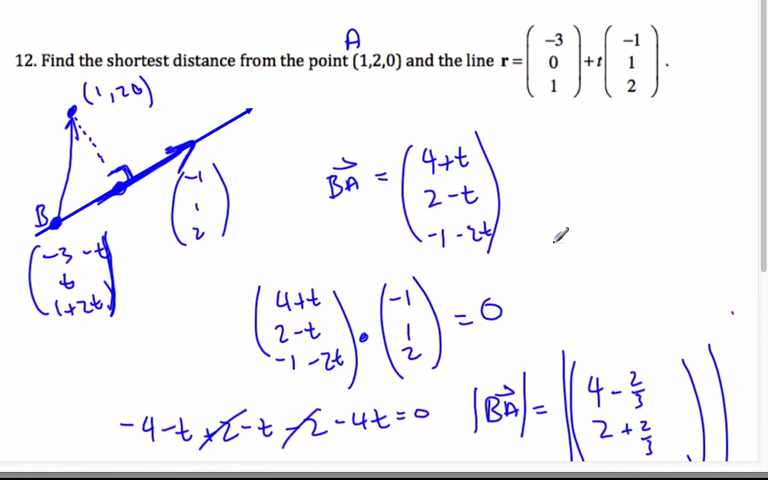 A
12. Find the shortest distance from the point (1,2,0) and the line r = (−3 0 1) + t (−1 1 2) .
(1,20)
B
(-3 -t
t
1+2t)
(-1
1
2)
BA = (4+t
2-t
-1 -2t)
(4+t
2-t
-1 -2t) • (-1
1
2) = 0
-4 -t +2 -t -2 -4t = 0
|BA| = |(4 - 2/3
2 + 2/3)|